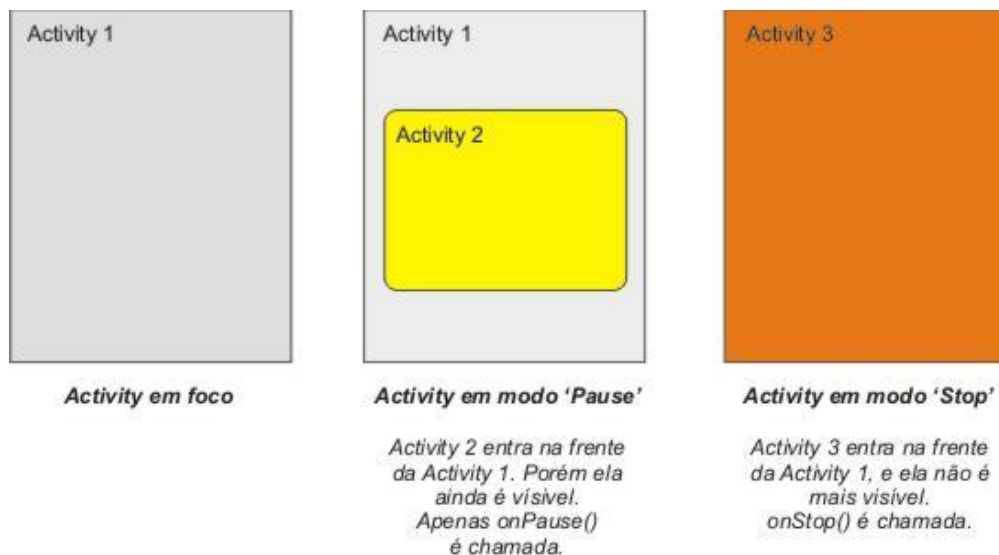 Activity 1
Activity em foco
Activity 1
Activity 2
Activity em modo ‘Pause’
Activity 2 entra na frente
da Activity 1. Porém ela
ainda é vísivel.
Apenas onPause()
é chamada.
Activity 3
Activity em modo ‘Stop’
Activity 3 entra na frente
da Activity 1, e ela não é
mais visível.
onStop() é chamada.